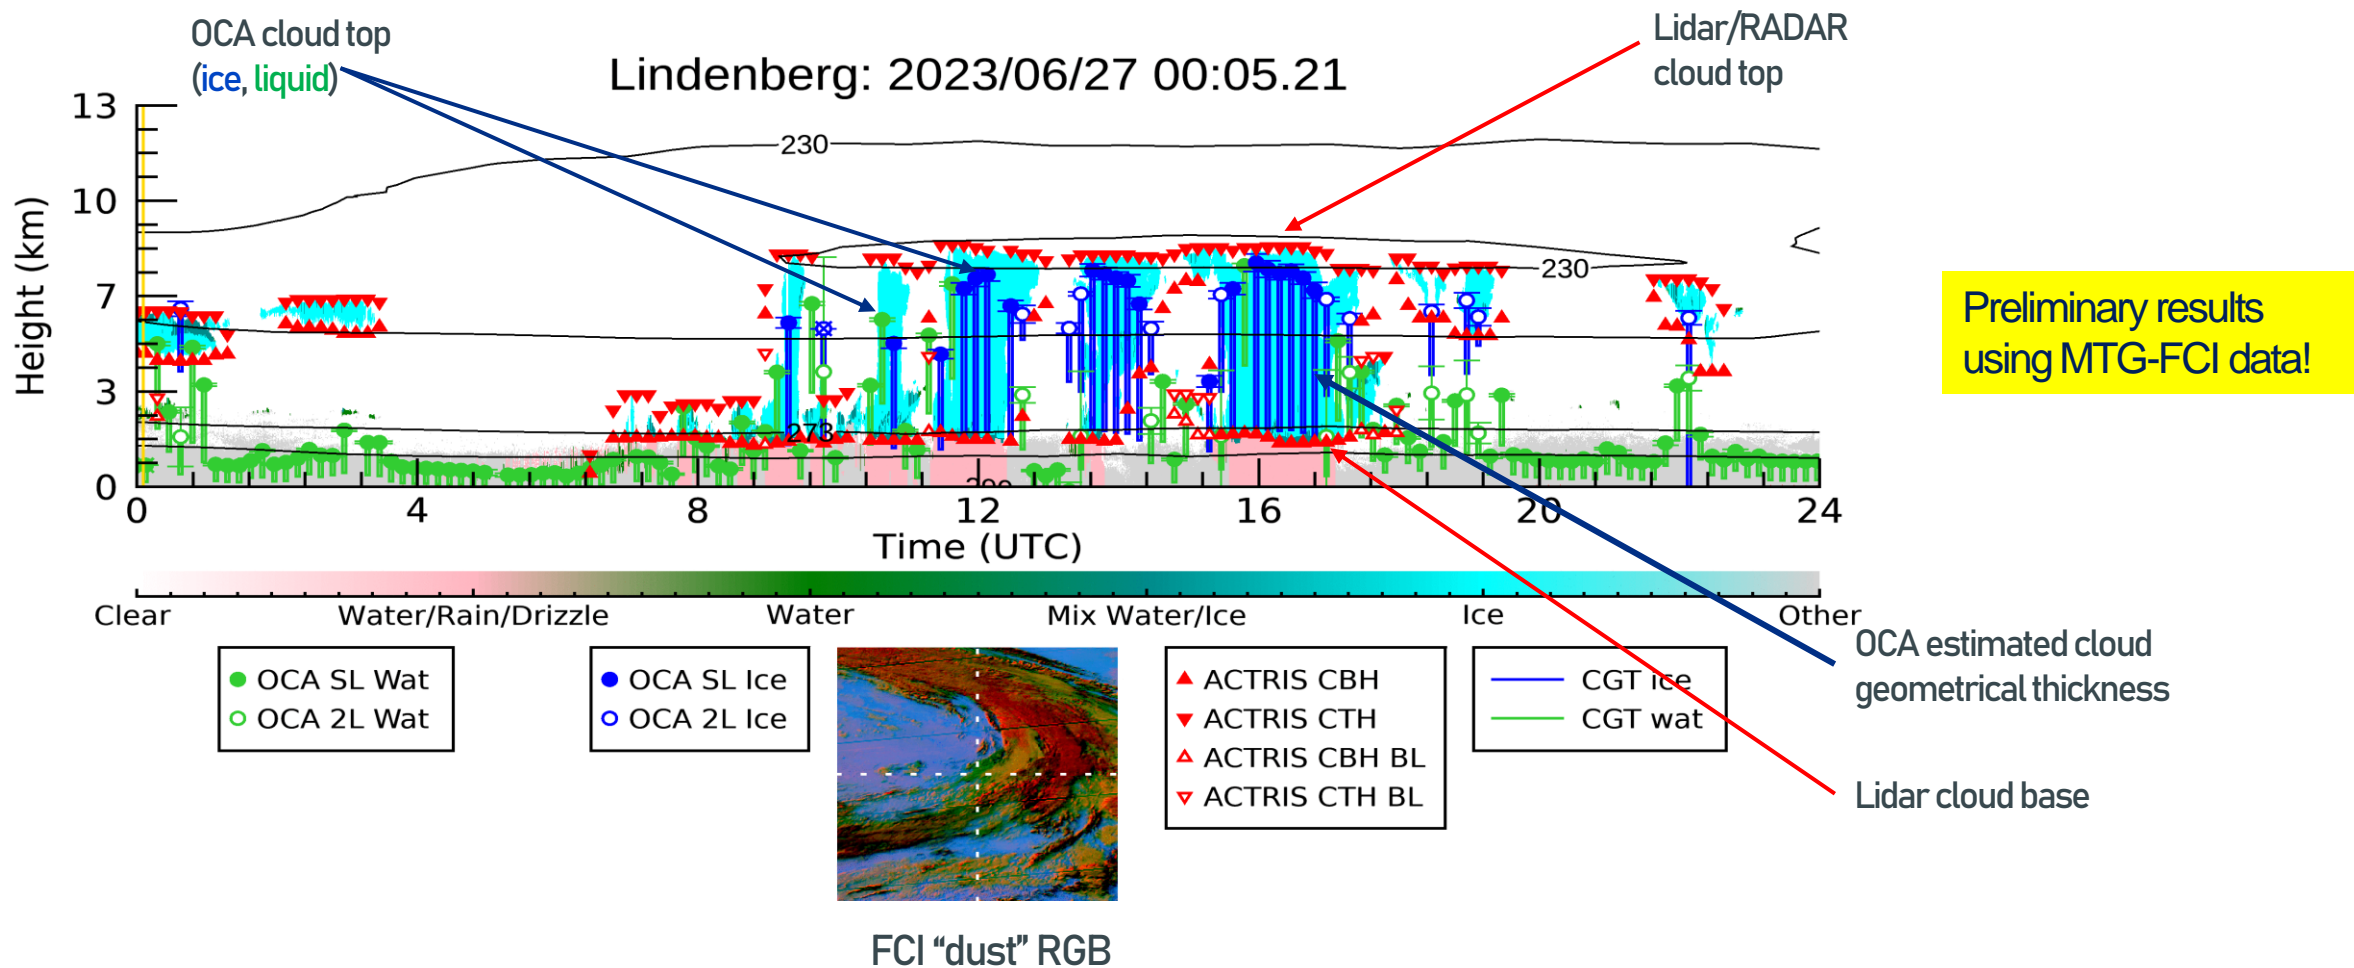 OCA cloud top
(ice, liquid)
Lidar/RADAR
cloud top
Lindenberg: 2023/06/27 00:05.21
Preliminary results
using MTG-FCI data!
Height (km)
13
10
7
3
0
230
230
273
290
0 4 8 12 16 20 24
Time (UTC)
Clear Water/Rain/Drizzle Water Mix Water/Ice Ice Other
OCA SL Wat
OCA 2L Wat
OCA SL Ice
OCA 2L Ice
ACTRIS CBH
ACTRIS CTH
ACTRIS CBH BL
ACTRIS CTH BL
CGT ice
CGT wat
OCA estimated cloud
geometrical thickness
Lidar cloud base
FCI “dust” RGB